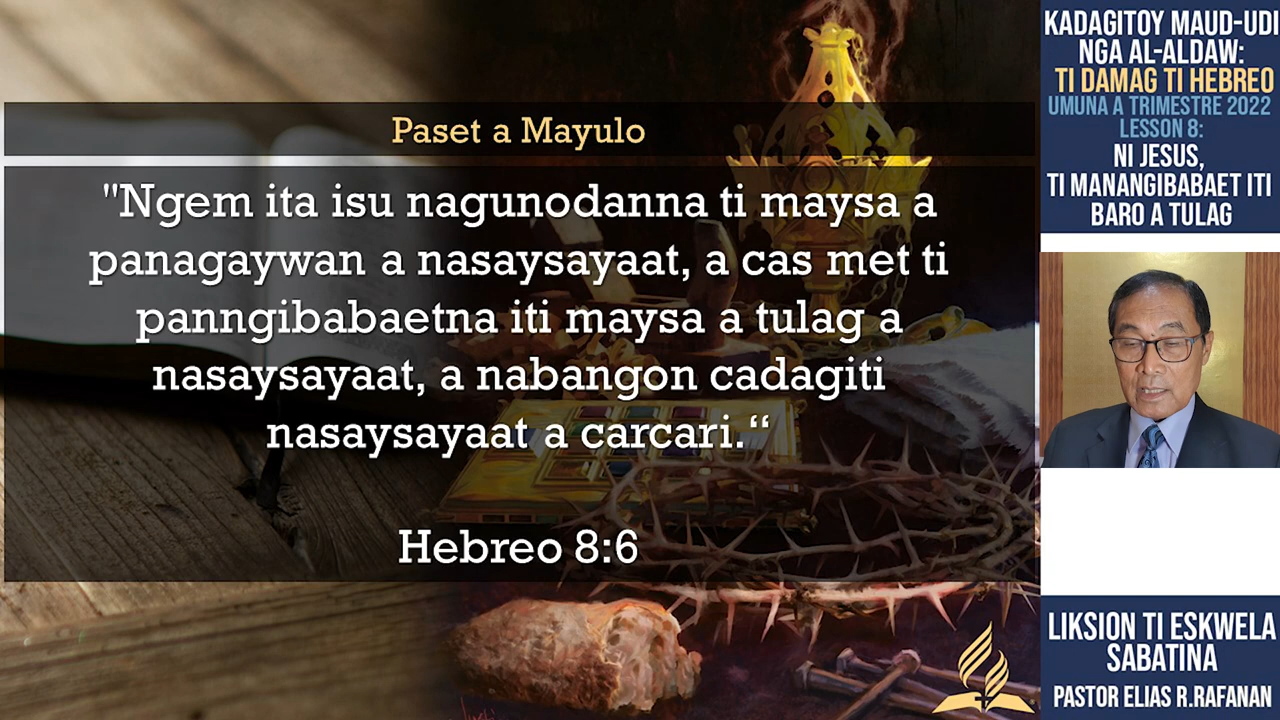 Paset a Mayulo
"Ngem ita isu nagunodanna ti maysa a
panagaywan a nasaysayaat, a cas met ti
panngibabaetna iti maysa a tulag a
nasaysayaat, a nabangon cadagiti
nasaysayaat a carcari.“
Hebreo 8:6
KADAGITOY MAUD-UDI
NGA AL-ALDAW:
TI DAMAG TI HEBREO
UMUNA A TRIMESTRE 2022
LESSON 8:
NI JESUS,
TI MANANGIBABAET ITI
BARO A TULAG
LIKSION TI ESKWELA
SABATINA
PASTOR ELIAS R.RAFANAN